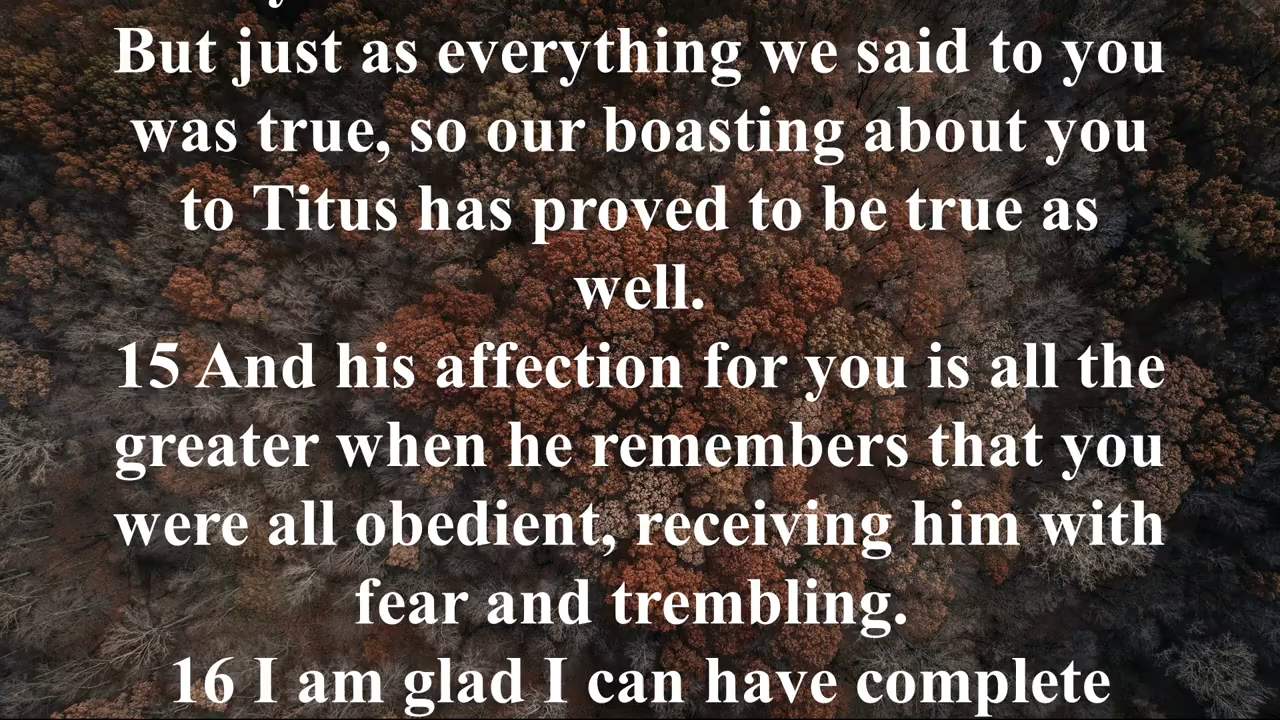 But just as everything we said to you
was true, so our boasting about you
to Titus has proved to be true as
well.
15 And his affection for you is all the
greater when he remembers that you
were all obedient, receiving him with
fear and trembling.
16 I am glad I can have complete